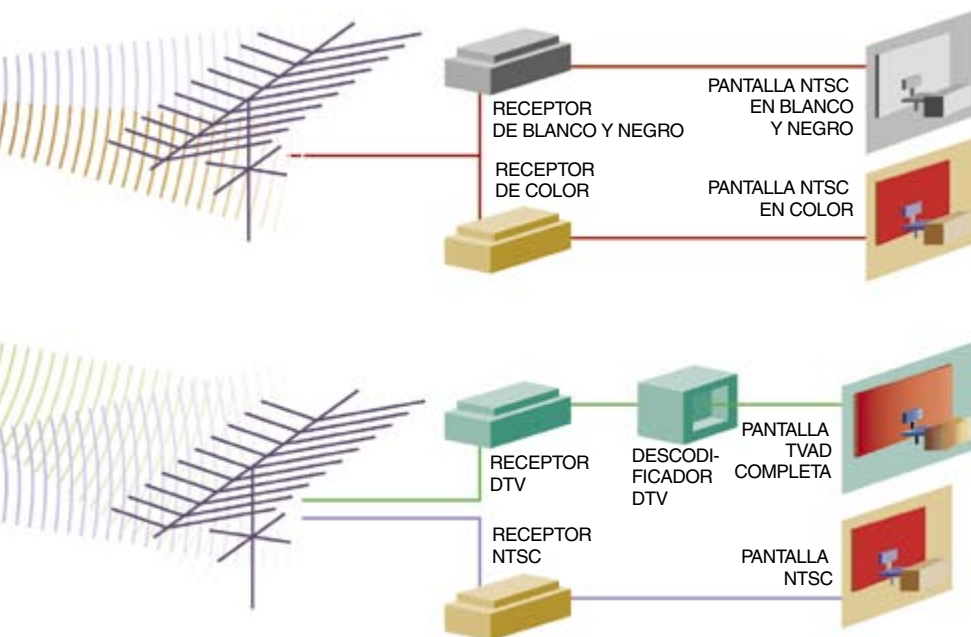 RECEPTOR
DE BLANCO Y NEGRO
PANTALLA NTSC
EN BLANCO
Y NEGRO
RECEPTOR
DE COLOR
PANTALLA NTSC
EN COLOR
RECEPTOR
DTV
DESCODI-
FICADOR
DTV
PANTALLA
TVAD
COMPLETA
RECEPTOR
NTSC
PANTALLA
NTSC